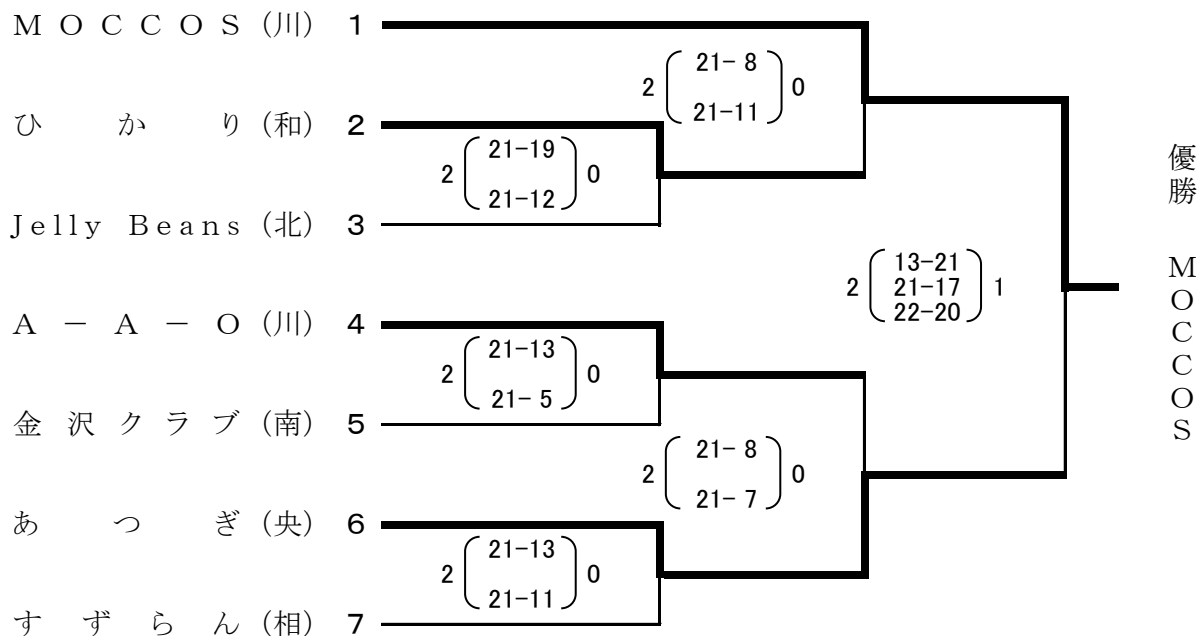 MOCCOS (川) 1
2 ( 21- 8 21-11 ) 0
ひかり (和) 2
2 ( 21-19 21-12 ) 0
Jelly Beans (北) 3
2 ( 13-21 21-17 22-20 ) 1
A－A－O (川) 4
2 ( 21-13 21- 5 ) 0
金沢クラブ (南) 5
2 ( 21- 8 21- 7 ) 0
あつぎ (央) 6
2 ( 21-13 21-11 ) 0
すずらん (相) 7
優勝 MOCCOS